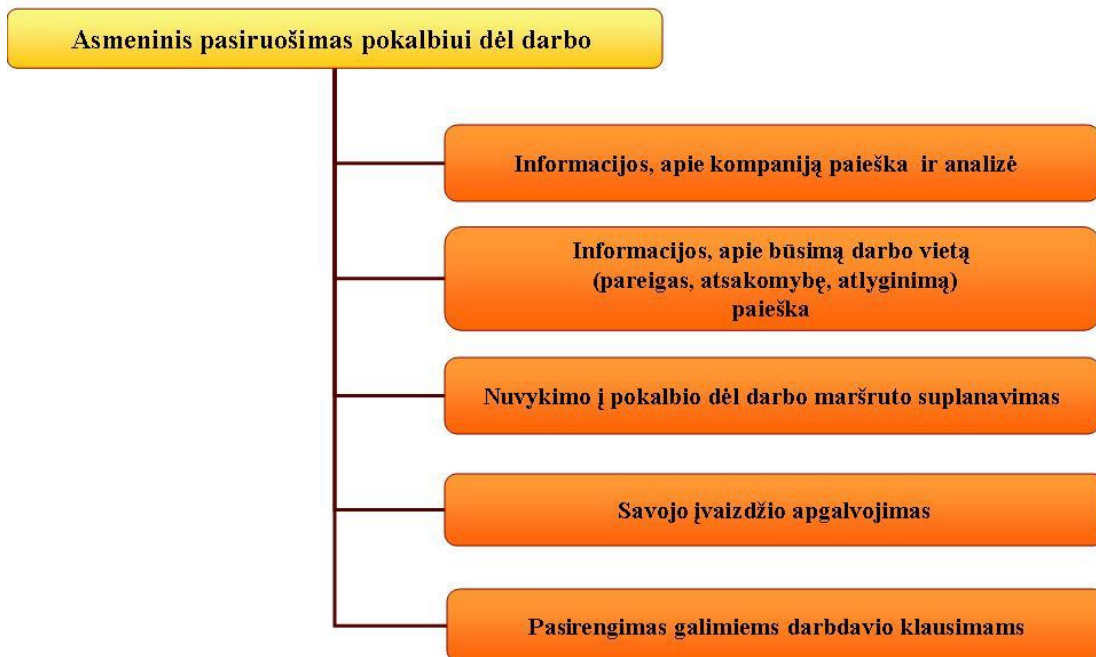 Asmeninis pasiruošimas pokalbiui dėl darbo
Informacijos, apie kompaniją paieška ir analizė
Informacijos, apie būsimą darbo vietą
(pareigas, atsakomybę, atlyginimą)
paieška
Nuvykimo į pokalbio dėl darbo maršruto suplanavimas
Savojo įvaizdžio apgalvojimas
Pasirengimas galimiems darbdavio klausimams